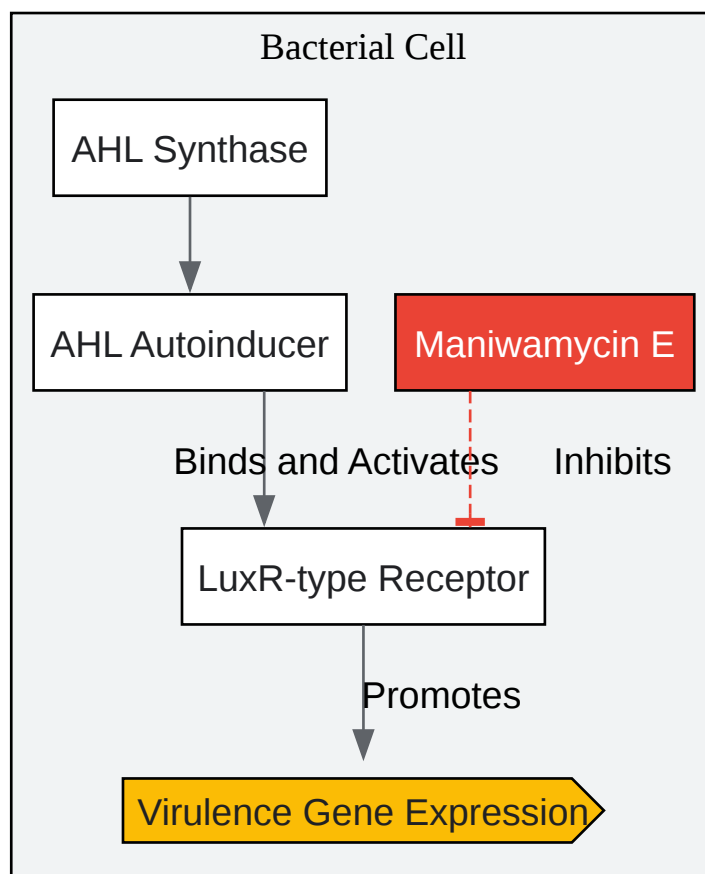 Bacterial Cell
AHL Synthase
AHL Autoinducer
Maniwamycin E
Binds and Activates
Inhibits
LuxR-type Receptor
Promotes
Virulence Gene Expression